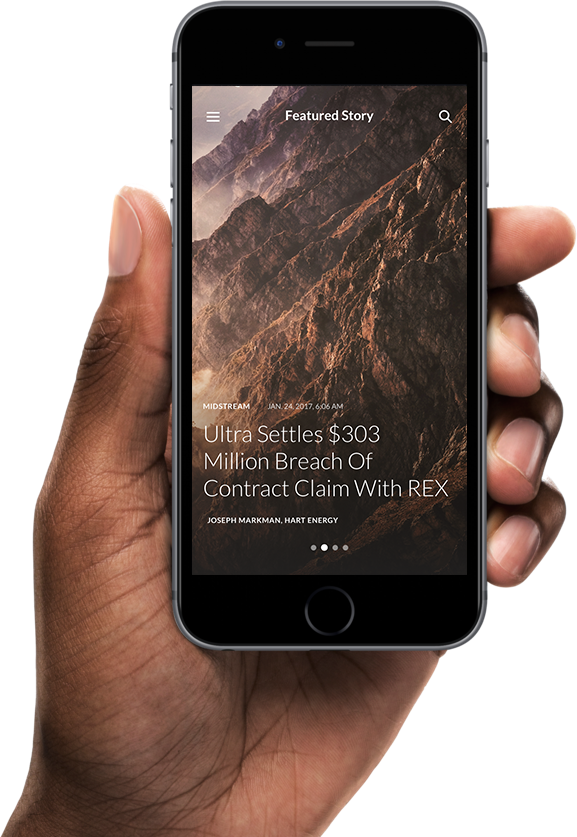 Featured Story
MIDSTREAM JAN. 24, 2017, 6:06 AM
Ultra Settles $303
Million Breach Of
Contract Claim With REX
JOSEPH MARKMAN, HART ENERGY